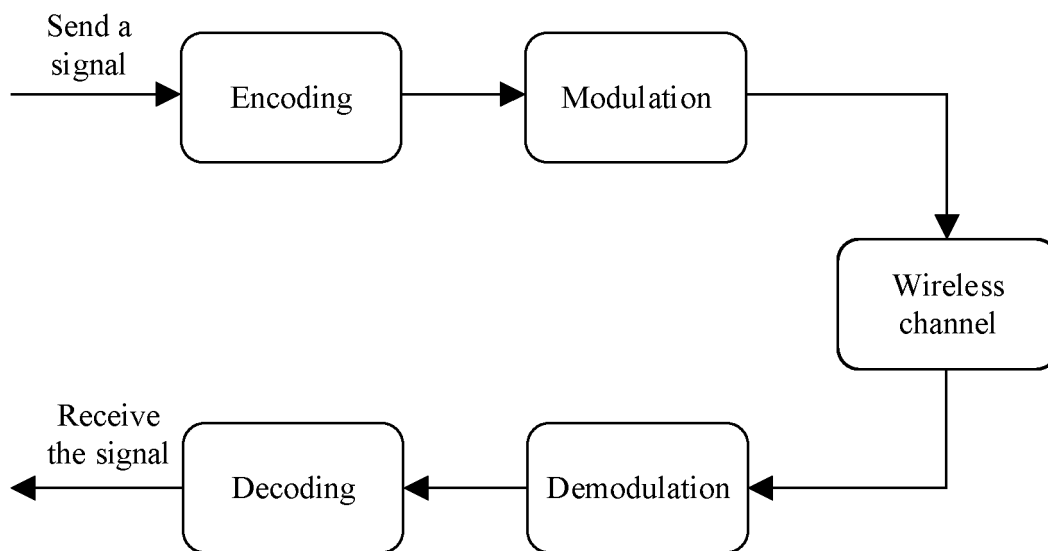 Send a
signal
Encoding
Modulation
Wireless
channel
Receive
the signal
Decoding
Demodulation